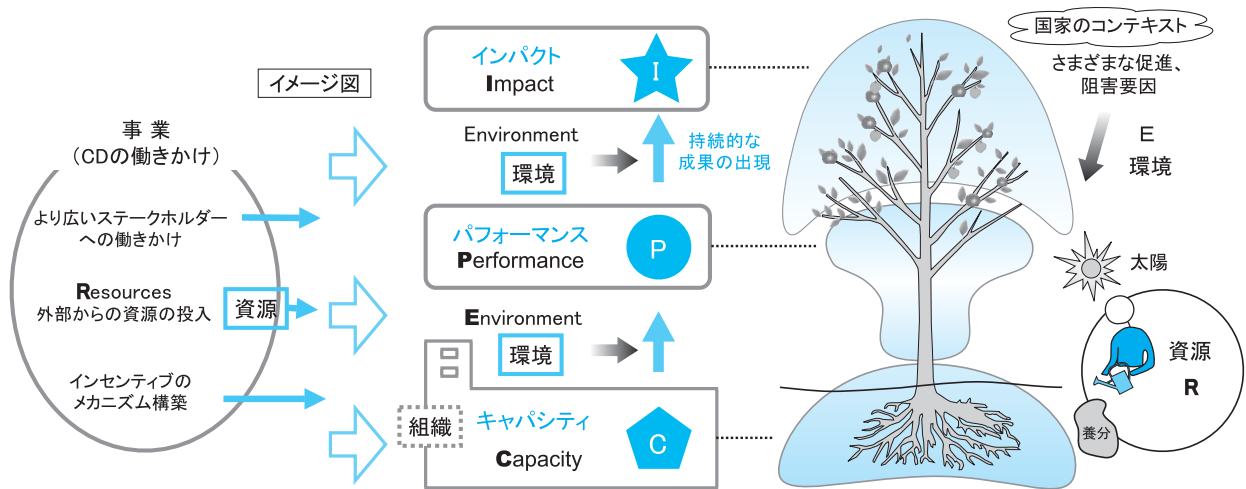 イメージ図
事 業
（CDの働きかけ）
より広いステークホルダー
への働きかけ
Resources
外部からの資源の投入
資源
インセンティブの
メカニズム構築
インパクト
Impact
I
Environment
環境
持続的な
成果の出現
パフォーマンス
Performance
P
Environment
環境
組織
キャパシティ
Capacity
C
国家のコンテキスト
さまざまな促進、
阻害要因
E
環境
太陽
資源
R
養分